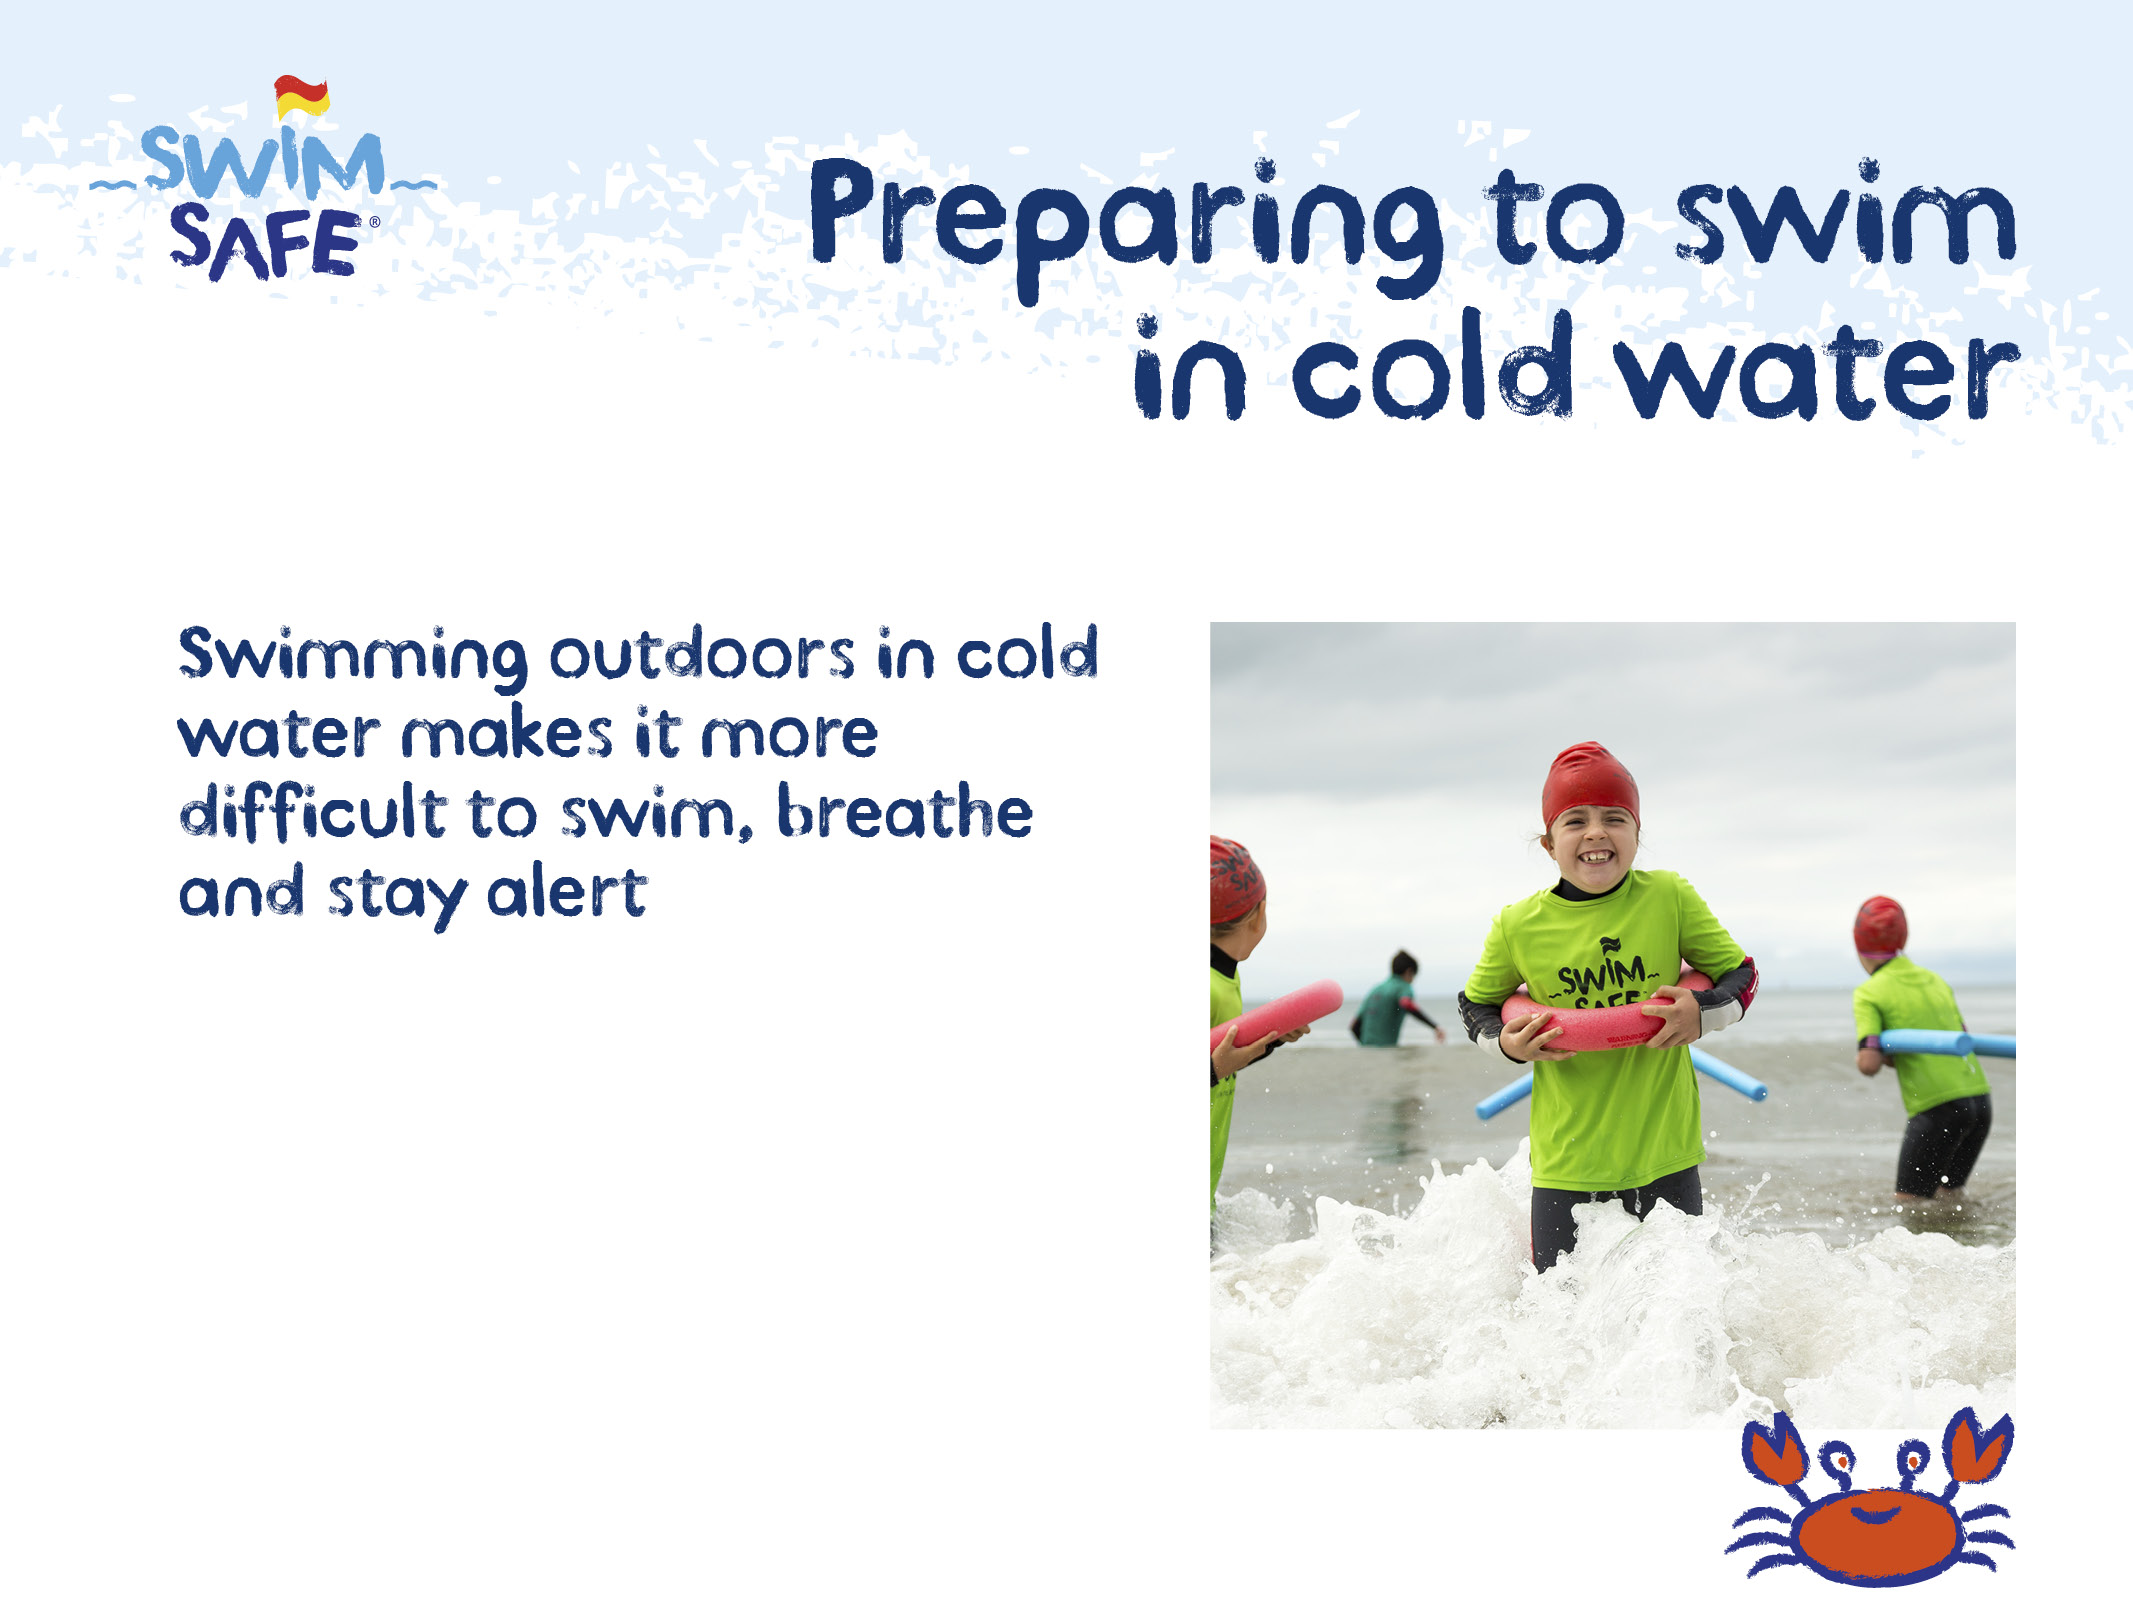 SWIM
SAFE®
Preparing to swim
in cold water
Swimming outdoors in cold
water makes it more
difficult to swim, breathe
and stay alert
SWIM
SAFE